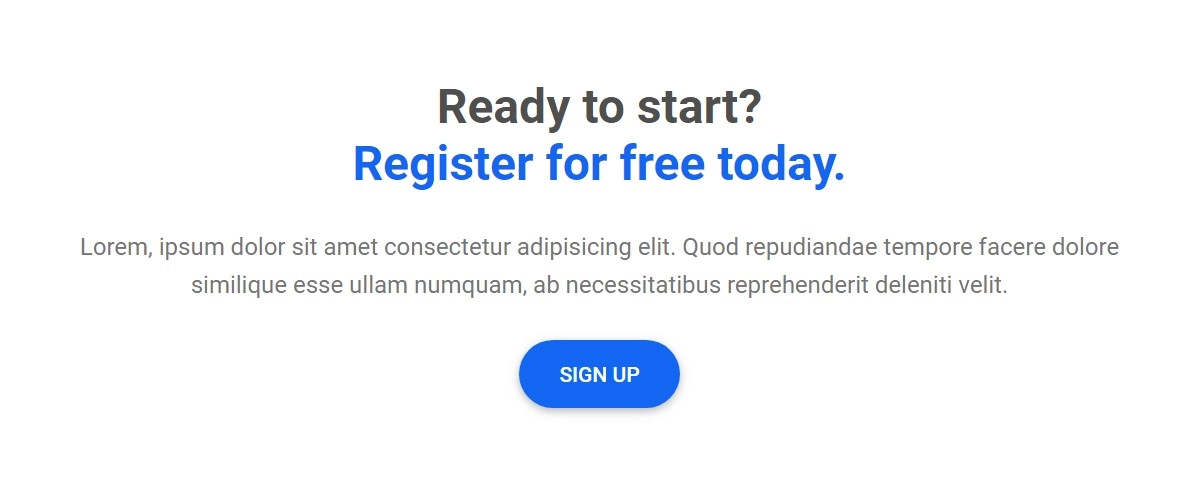 Ready to start?
Register for free today.
Lorem, ipsum dolor sit amet consectetur adipisicing elit. Quod repudiandae tempore facere dolore
similique esse ullam numquam, ab necessitatibus reprehenderit deleniti velit.
SIGN UP